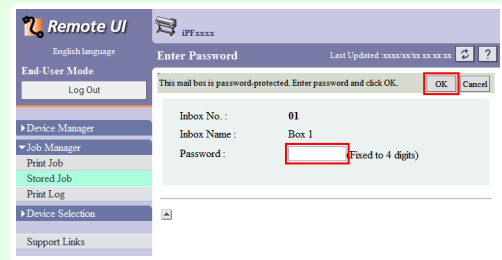 Remote UI
English language
End-User Mode
Log Out
Device Manager
Job Manager
Print Job
Stored Job
Print Log
Device Selection
Support Links
iPFxxxx
Enter Password
Last Updated :xxxx/xx/xx xx:xx:xx
?
This mail box is password-protected. Enter password and click OK.
OK
Cancel
Inbox No. : 01
Inbox Name : Box 1
Password : (Fixed to 4 digits)